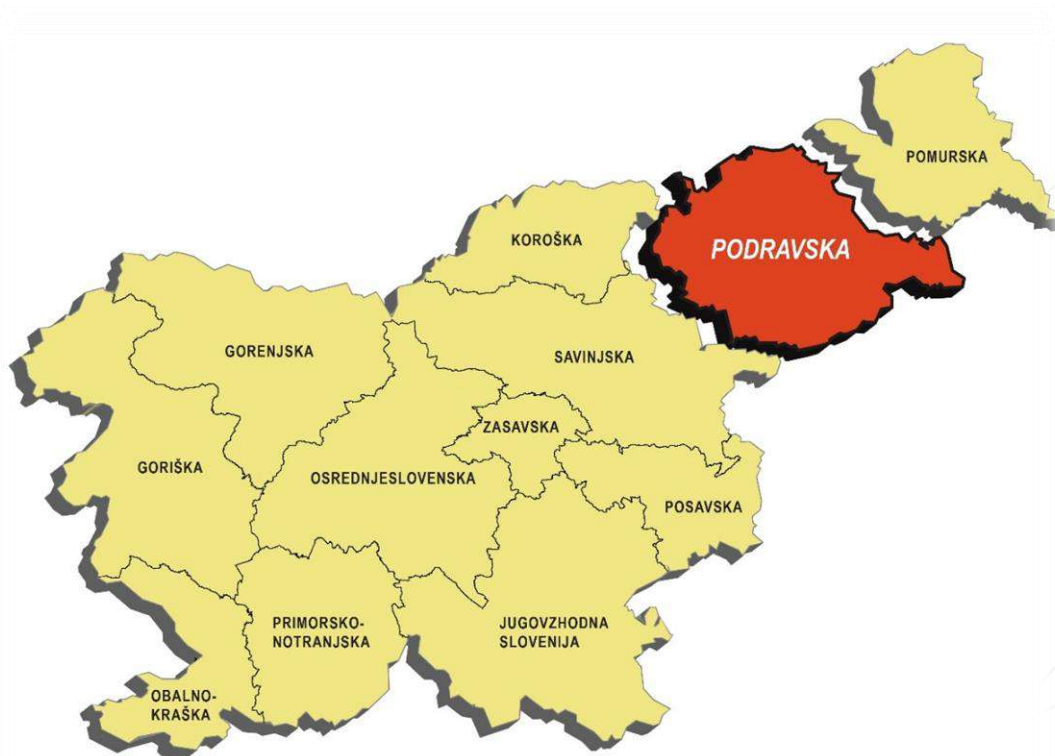 POMURSKA
KOROŠKA
PODRAVSKA
GORENJSKA
SAVINJSKA
ZASAVSKA
GORIŠKA
OSREDNJESLOVENSKA
POSAVSKA
PRIMORSKO-
NOTRANJSKA
JUGOVZHODNA
SLOVENIJA
OBALNO-
KRAŠKA